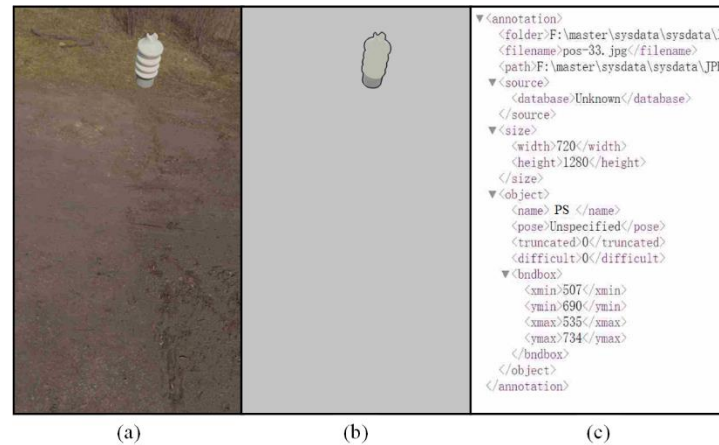 ▼<annotation>
<folder>F:\master\sysdata\sysdata\
<filename>pos-33.jpg</filename>
<path>F:\master\sysdata\sysdata\JPE
▼<source>
<database>Unknown</database>
</source>
▼<size>
<width>720</width>
<height>1280</height>
</size>
▼<object>
<name> PS </name>
<pose>Unspecified</pose>
<truncated>0</truncated>
<difficult>0</difficult>
▼<bndbox>
<xmin>507</xmin>
<ymin>690</ymin>
<xmax>535</xmax>
<ymax>734</ymax>
</bndbox>
</object>
</annotation>
(a) (b) (c)